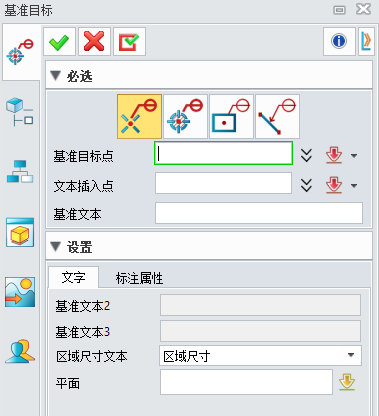 基准目标
必选
基准目标点
文本插入点
基准文本
设置
文字 标注属性
基准文本2
基准文本3
区域尺寸文本 区域尺寸
平面